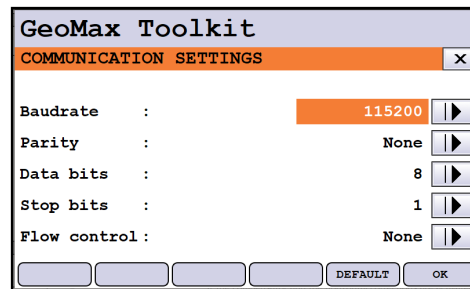 GeoMax Toolkit
COMMUNICATION SETTINGS X
Baudrate : 115200
Parity : None
Data bits : 8
Stop bits : 1
Flow control : None
DEFAULT OK